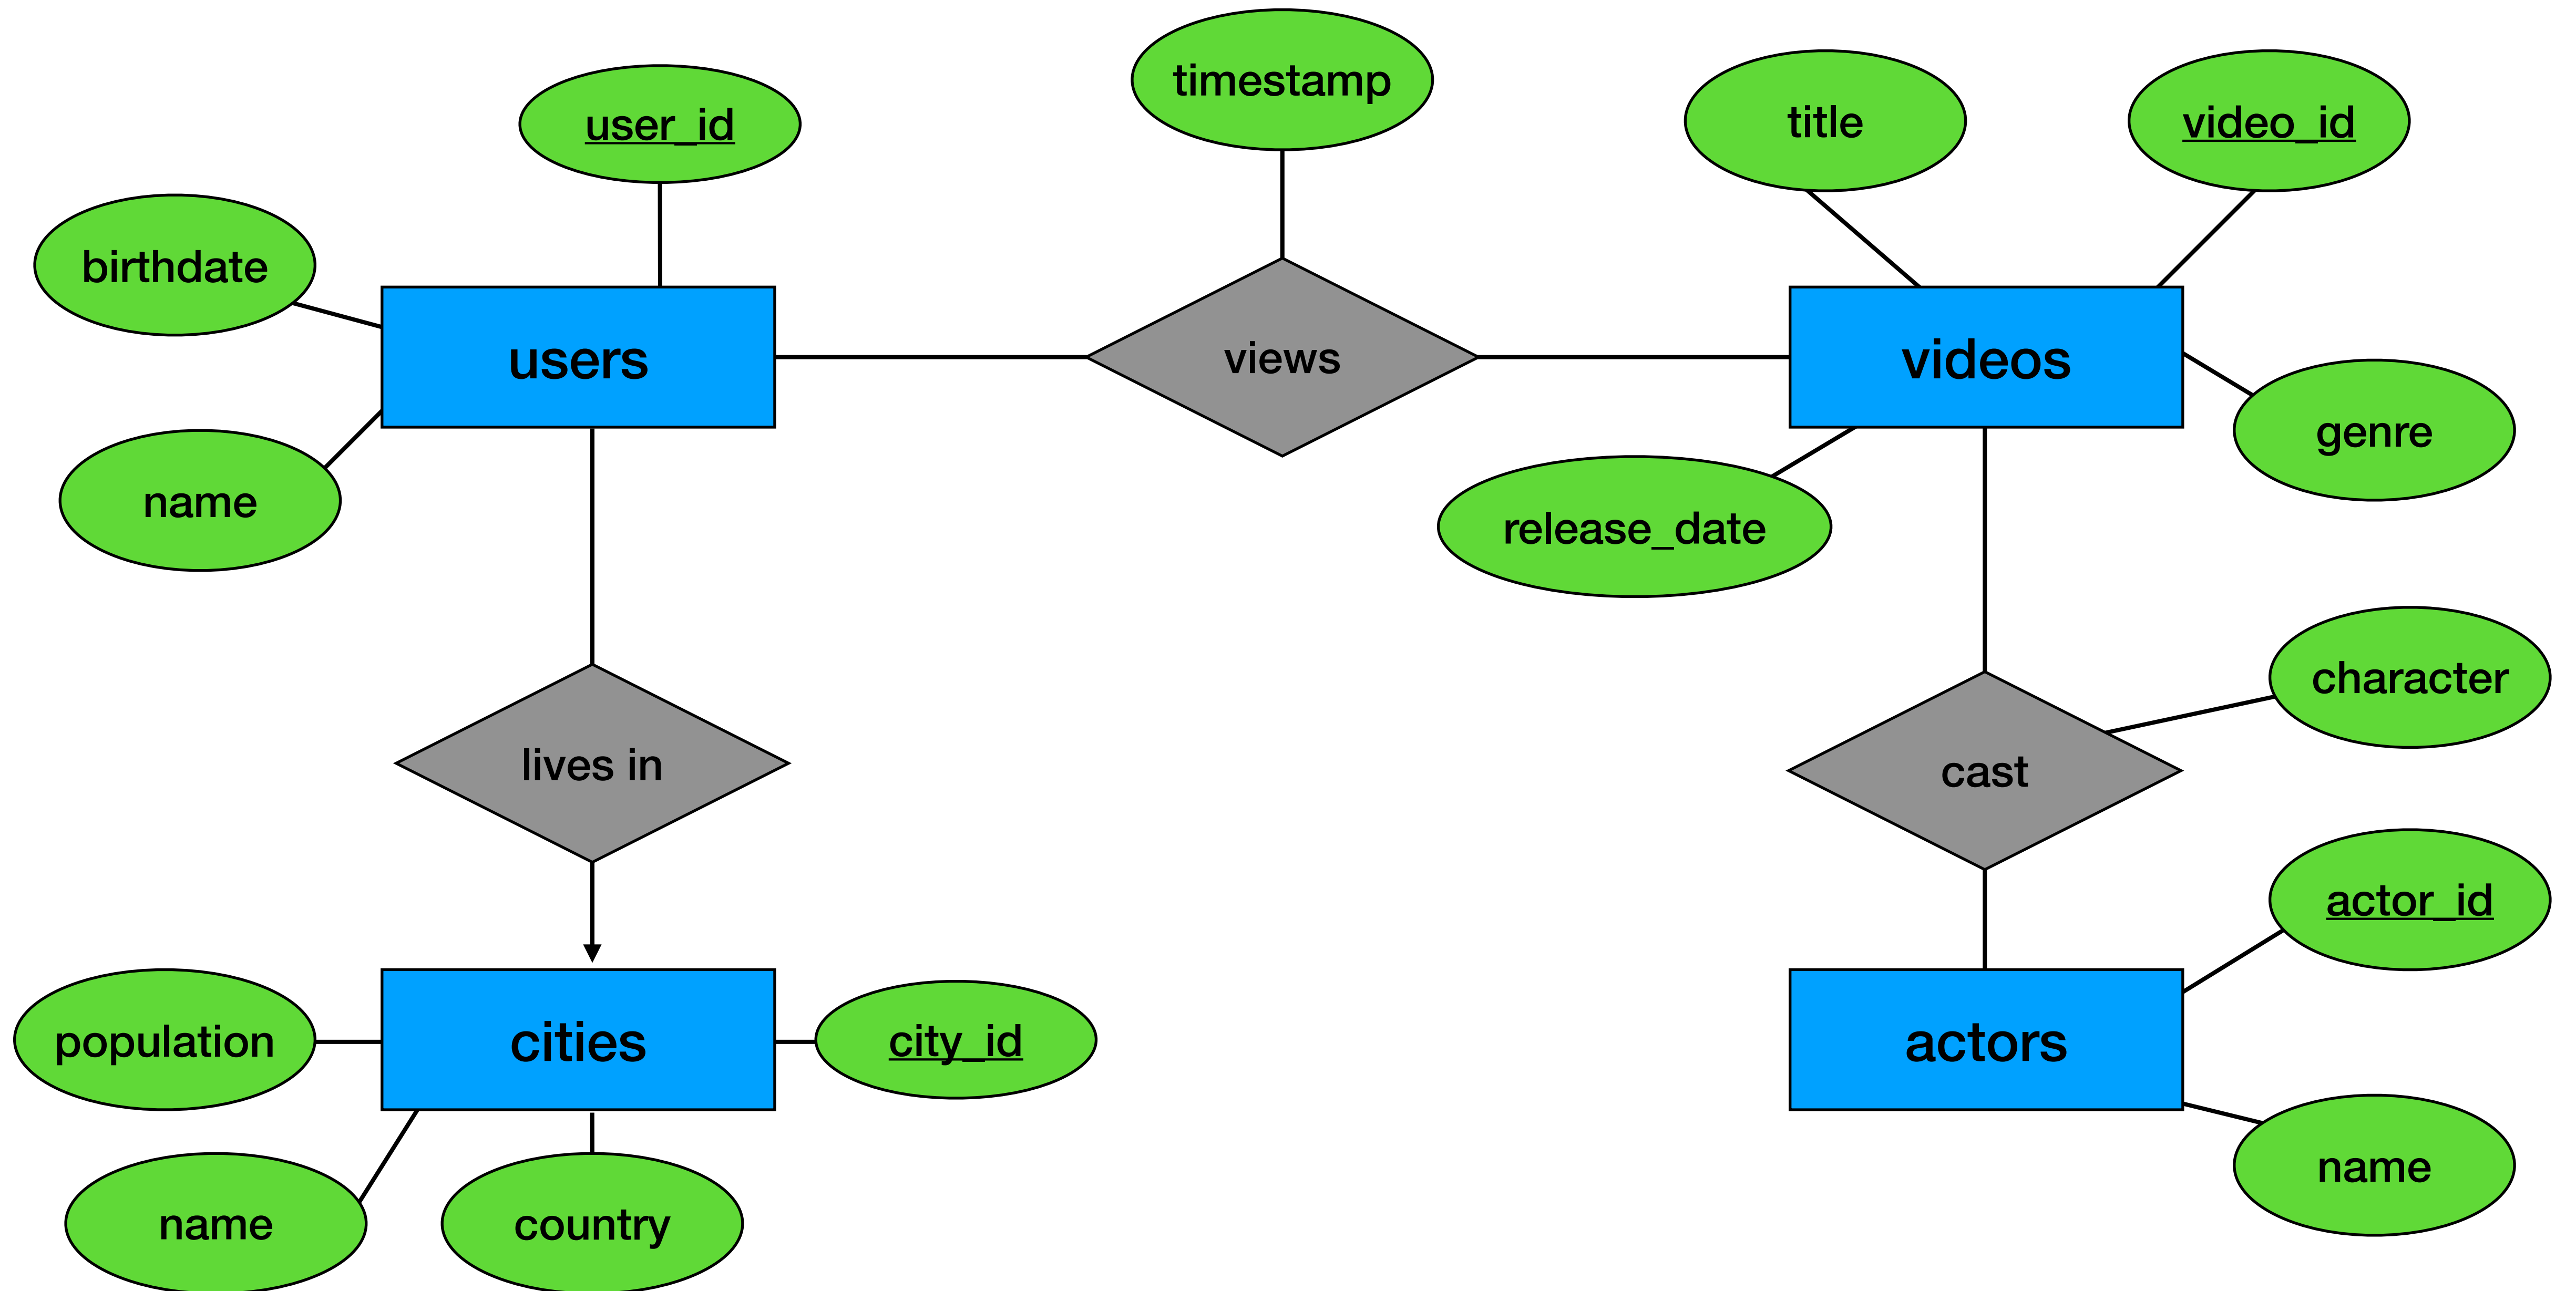 timestamp
title
video_id
user_id
birthdate
users
views
videos
genre
name
release_date
character
lives in
cast
actor_id
population
cities
city_id
actors
name
name
country